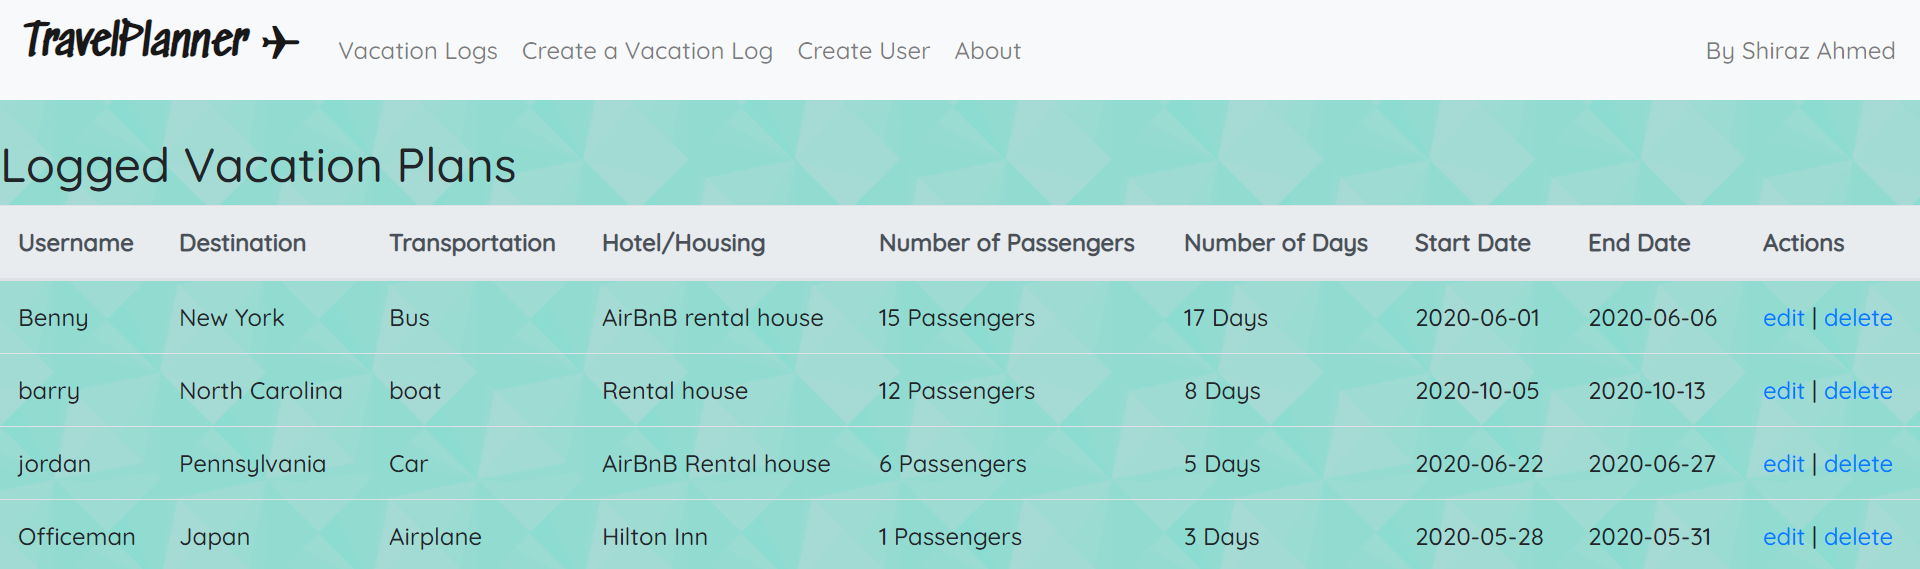 TravelPlanner Vacation Logs Create a Vacation Log Create User About By Shiraz Ahmed
Logged Vacation Plans
Username Destination Transportation Hotel/Housing Number of Passengers Number of Days Start Date End Date Actions
Benny New York Bus AirBnB rental house 15 Passengers 17 Days 2020-06-01 2020-06-06 edit | delete
barry North Carolina boat Rental house 12 Passengers 8 Days 2020-10-05 2020-10-13 edit | delete
jordan Pennsylvania Car AirBnB Rental house 6 Passengers 5 Days 2020-06-22 2020-06-27 edit | delete
Officeman Japan Airplane Hilton Inn 1 Passengers 3 Days 2020-05-28 2020-05-31 edit | delete